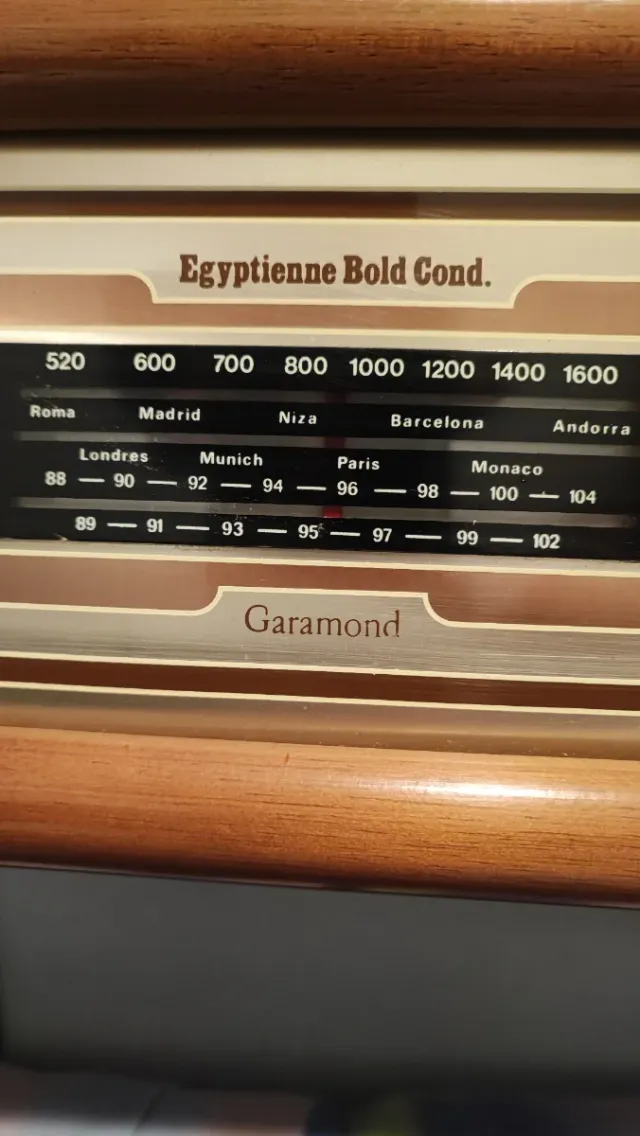 Egyptienne Bold Cond.
520 600 700 800 1000 1200 1400 1600
Roma Madrid Niza Barcelona Andorra
Londres Munich Paris Monaco
88 — 90 — 92 — 94 — 96 — 98 — 100 — 104
89 — 91 — 93 — 95 — 97 — 99 — 102
Garamond